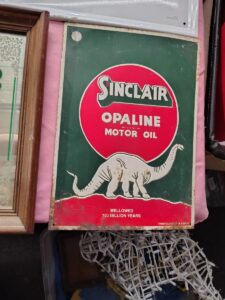 SINCLAIR
OPALINE
MOTOR OIL
MELLOWED
100 MILLION YEARS